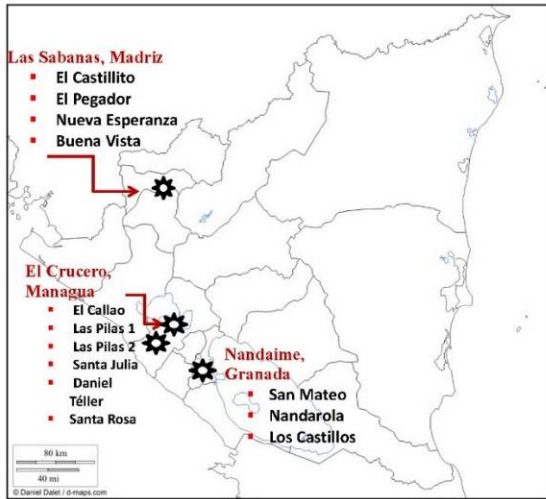 Las Sabanas, Madriz
El Castillito
El Pegador
Nueva Esperanza
Buena Vista
El Crucero,
Managua
El Callao
Las Pilas 1
Las Pilas 2
Santa Julia
Daniel
Téller
Santa Rosa
Nandaime,
Granada
San Mateo
Nandarola
Los Castillos
80 km
40 mi
© Daniel Dalet / d-maps.com